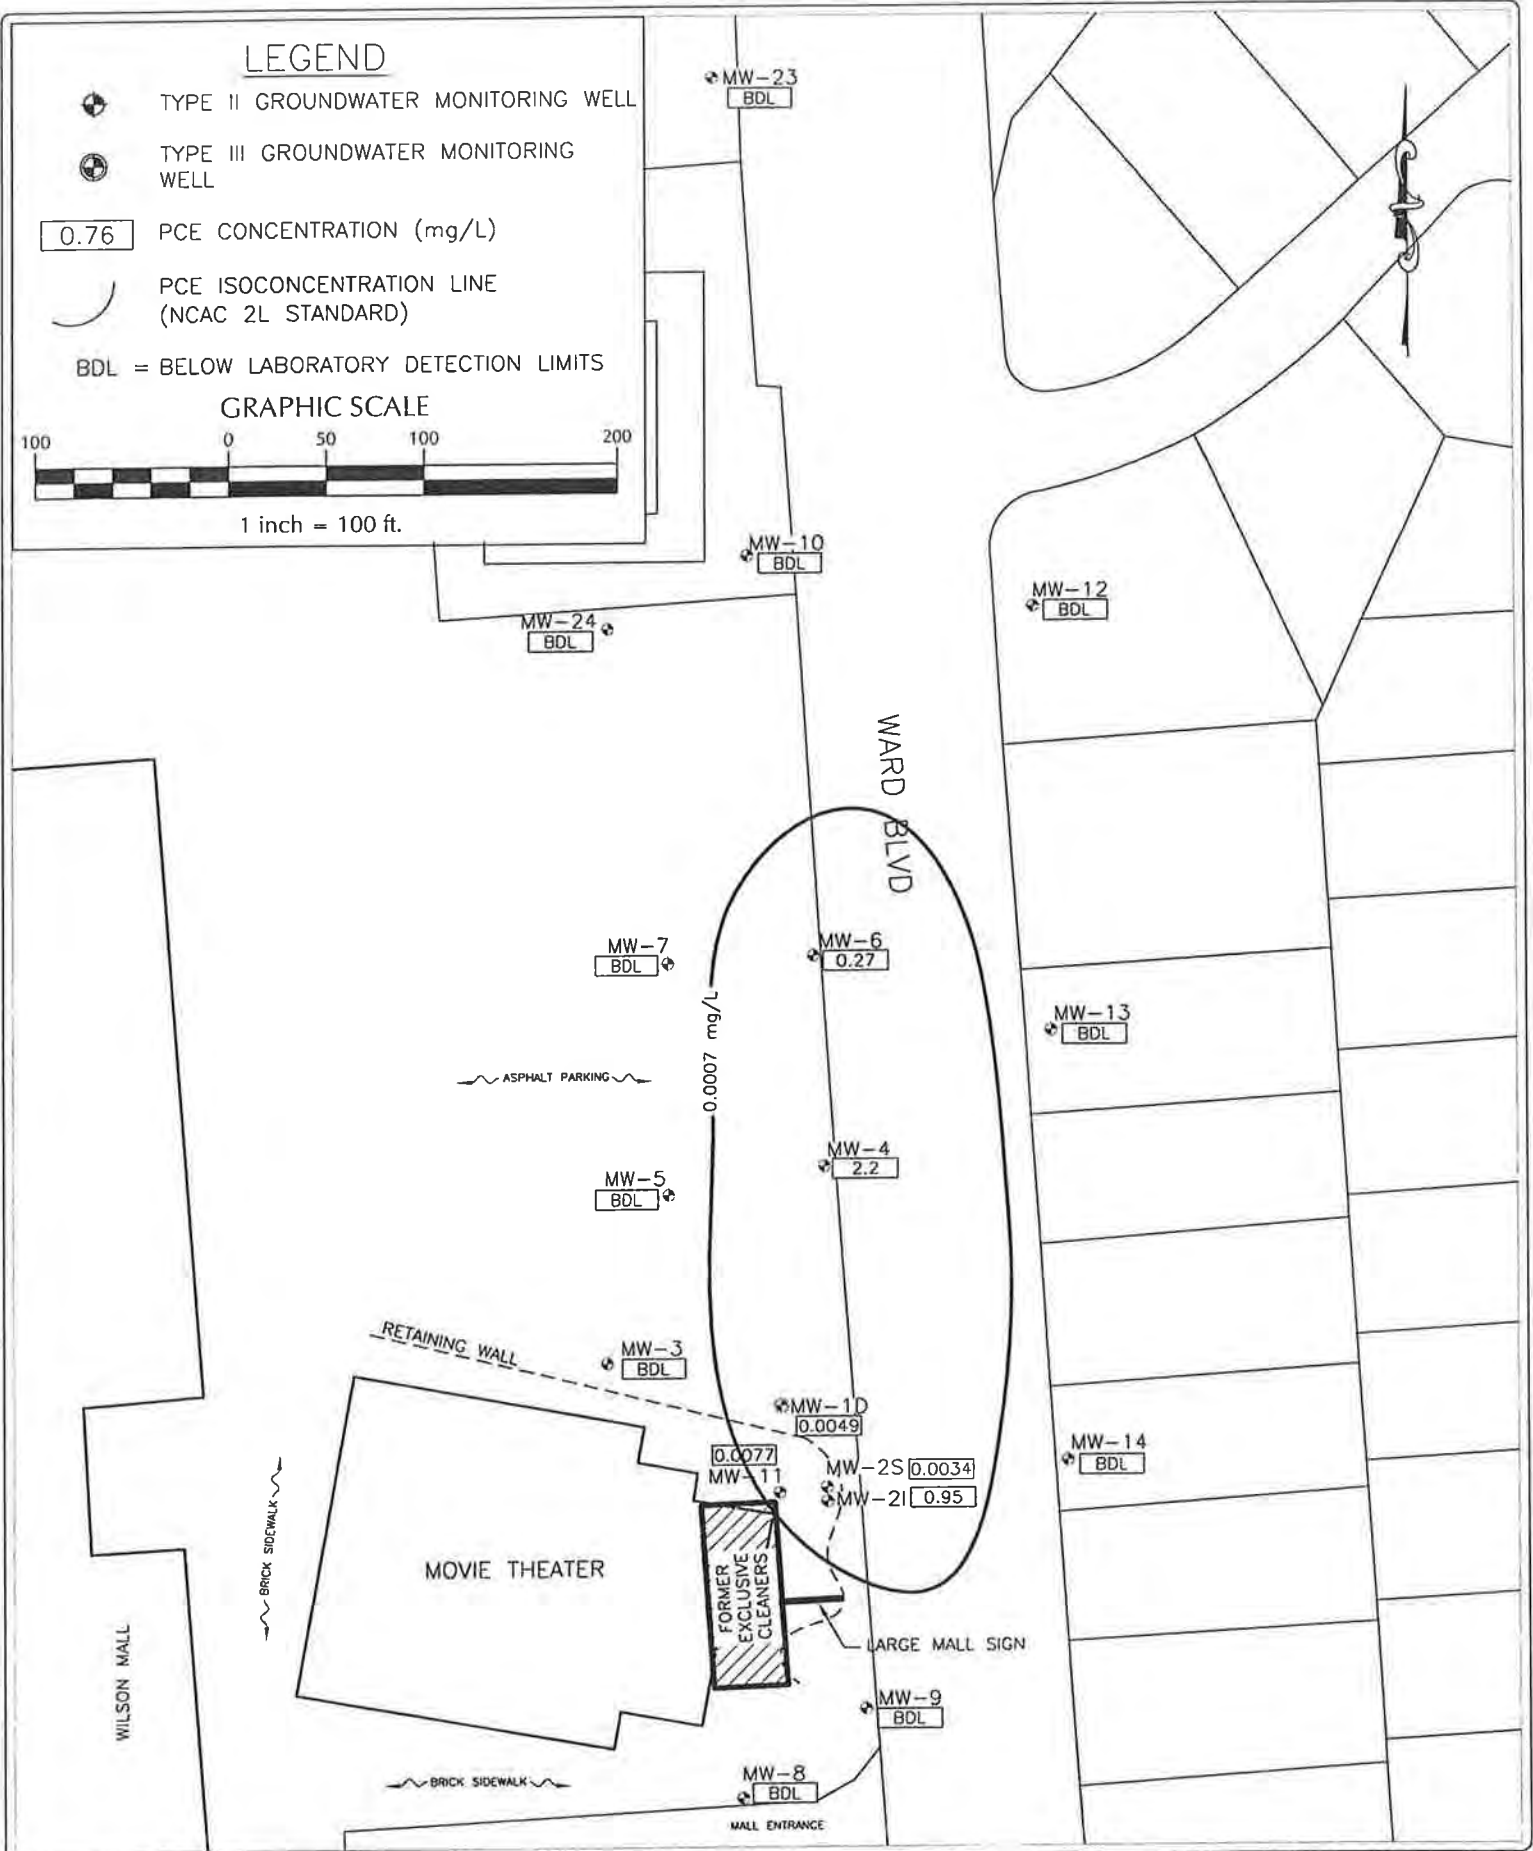 LEGEND
TYPE II GROUNDWATER MONITORING WELL
TYPE III GROUNDWATER MONITORING
WELL
0.76 PCE CONCENTRATION (mg/L)
PCE ISOCONCENTRATION LINE
(NCAC 2L STANDARD)
BDL = BELOW LABORATORY DETECTION LIMITS
GRAPHIC SCALE
100 0 50 100 200
1 inch = 100 ft.
MW-23
BDL
MW-10
BDL
MW-12
BDL
MW-24
BDL
WARD BLVD
MW-7
BDL
MW-6
0.27
0.0007 mg/L
MW-13
BDL
ASPHALT PARKING
MW-4
2.2
MW-5
BDL
RETAINING WALL
MW-3
BDL
MW-1D
0.0049
0.0077
MW-11
MW-2S 0.0034
MW-2I 0.95
MW-14
BDL
BRICK SIDEWALK
MOVIE THEATER
FORMER
EXCLUSIVE
CLEANERS
LARGE MALL SIGN
WILSON MALL
MW-9
BDL
BRICK SIDEWALK
MW-8
BDL
MALL ENTRANCE